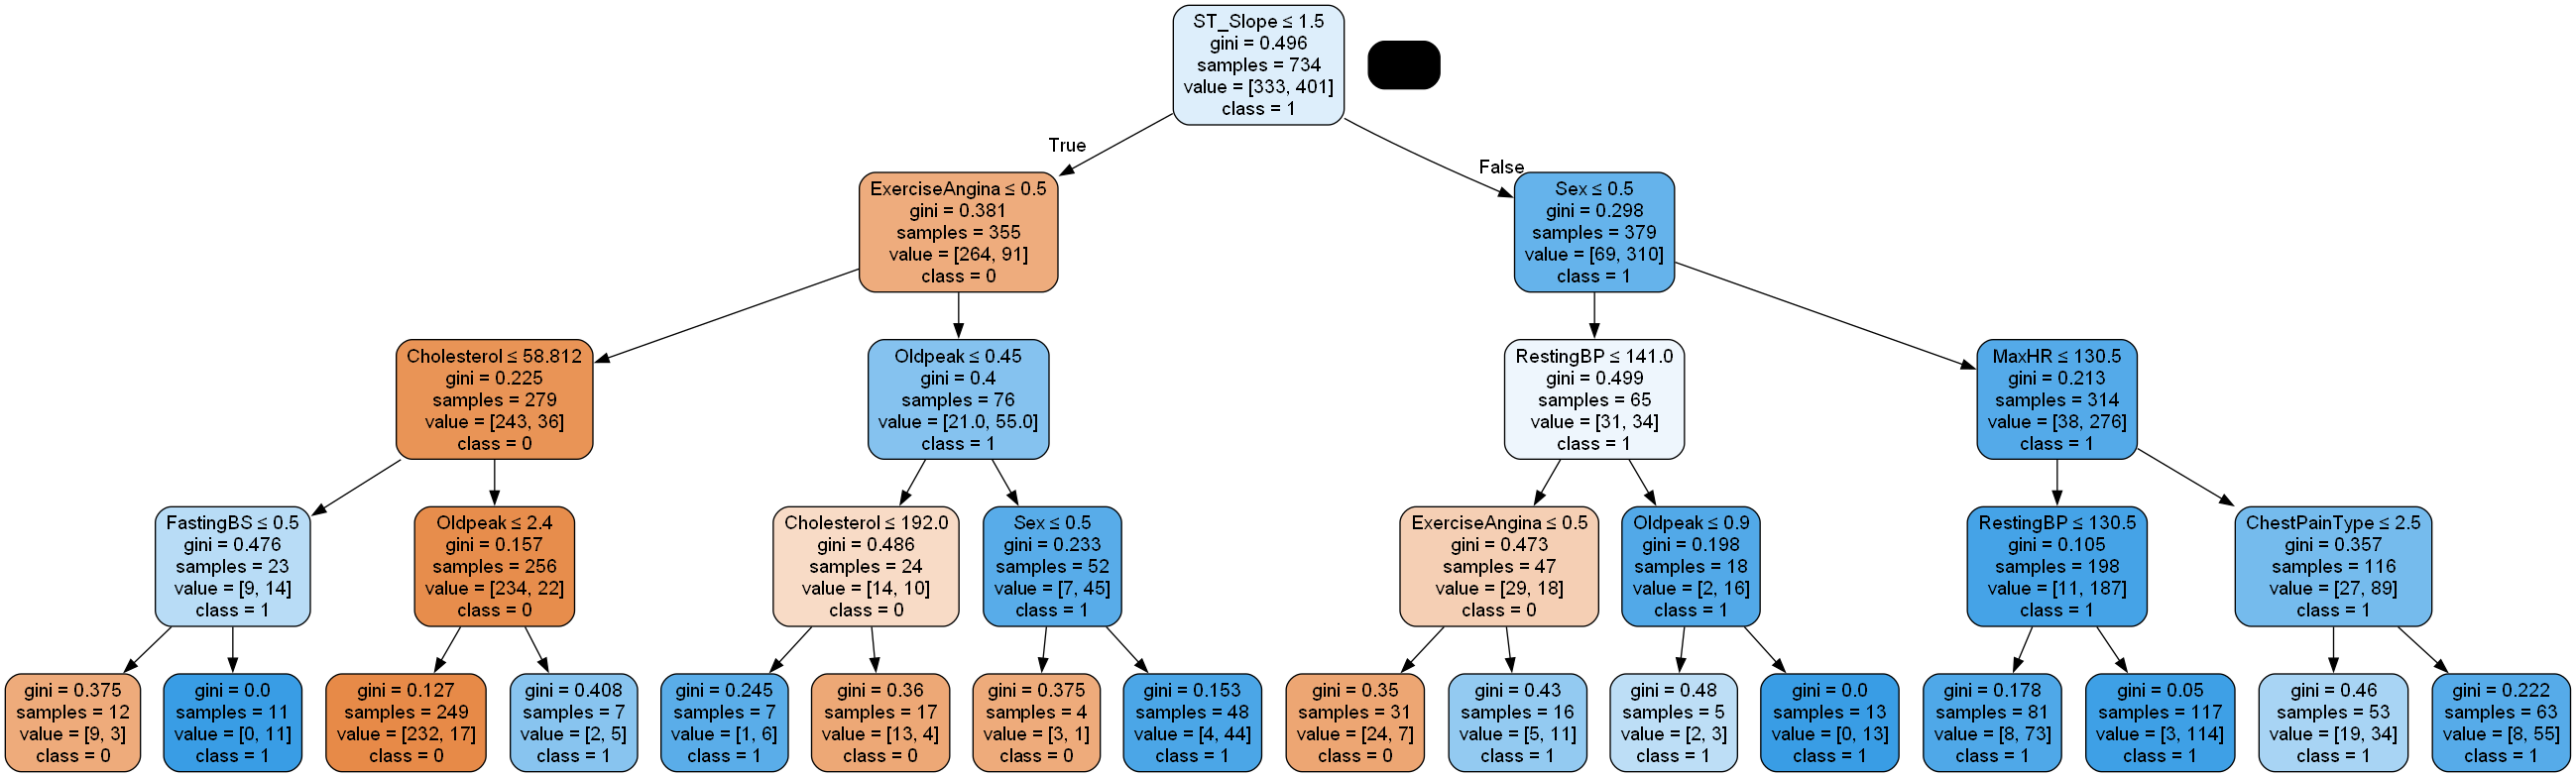 ST_Slope ≤ 1.5
gini = 0.496
samples = 734
value = [333, 401]
class = 1
True
False
ExerciseAngina ≤ 0.5
gini = 0.381
samples = 355
value = [264, 91]
class = 0
Sex ≤ 0.5
gini = 0.298
samples = 379
value = [69, 310]
class = 1
Cholesterol ≤ 58.812
gini = 0.225
samples = 279
value = [243, 36]
class = 0
Oldpeak ≤ 0.45
gini = 0.4
samples = 76
value = [21.0, 55.0]
class = 1
RestingBP ≤ 141.0
gini = 0.499
samples = 65
value = [31, 34]
class = 1
MaxHR ≤ 130.5
gini = 0.213
samples = 314
value = [38, 276]
class = 1
FastingBS ≤ 0.5
gini = 0.476
samples = 23
value = [9, 14]
class = 1
Oldpeak ≤ 2.4
gini = 0.157
samples = 256
value = [234, 22]
class = 0
Cholesterol ≤ 192.0
gini = 0.486
samples = 24
value = [14, 10]
class = 0
Sex ≤ 0.5
gini = 0.233
samples = 52
value = [7, 45]
class = 1
ExerciseAngina ≤ 0.5
gini = 0.473
samples = 47
value = [29, 18]
class = 0
Oldpeak ≤ 0.9
gini = 0.198
samples = 18
value = [2, 16]
class = 1
RestingBP ≤ 130.5
gini = 0.105
samples = 198
value = [11, 187]
class = 1
ChestPainType ≤ 2.5
gini = 0.357
samples = 116
value = [27, 89]
class = 1
gini = 0.375
samples = 12
value = [9, 3]
class = 0
gini = 0.0
samples = 11
value = [0, 11]
class = 1
gini = 0.127
samples = 249
value = [232, 17]
class = 0
gini = 0.408
samples = 7
value = [2, 5]
class = 1
gini = 0.245
samples = 7
value = [1, 6]
class = 1
gini = 0.36
samples = 17
value = [13, 4]
class = 0
gini = 0.375
samples = 4
value = [3, 1]
class = 0
gini = 0.153
samples = 48
value = [4, 44]
class = 1
gini = 0.35
samples = 31
value = [24, 7]
class = 0
gini = 0.43
samples = 16
value = [5, 11]
class = 1
gini = 0.48
samples = 5
value = [2, 3]
class = 1
gini = 0.0
samples = 13
value = [0, 13]
class = 1
gini = 0.178
samples = 81
value = [8, 73]
class = 1
gini = 0.05
samples = 117
value = [3, 114]
class = 1
gini = 0.46
samples = 53
value = [19, 34]
class = 1
gini = 0.222
samples = 63
value = [8, 55]
class = 1